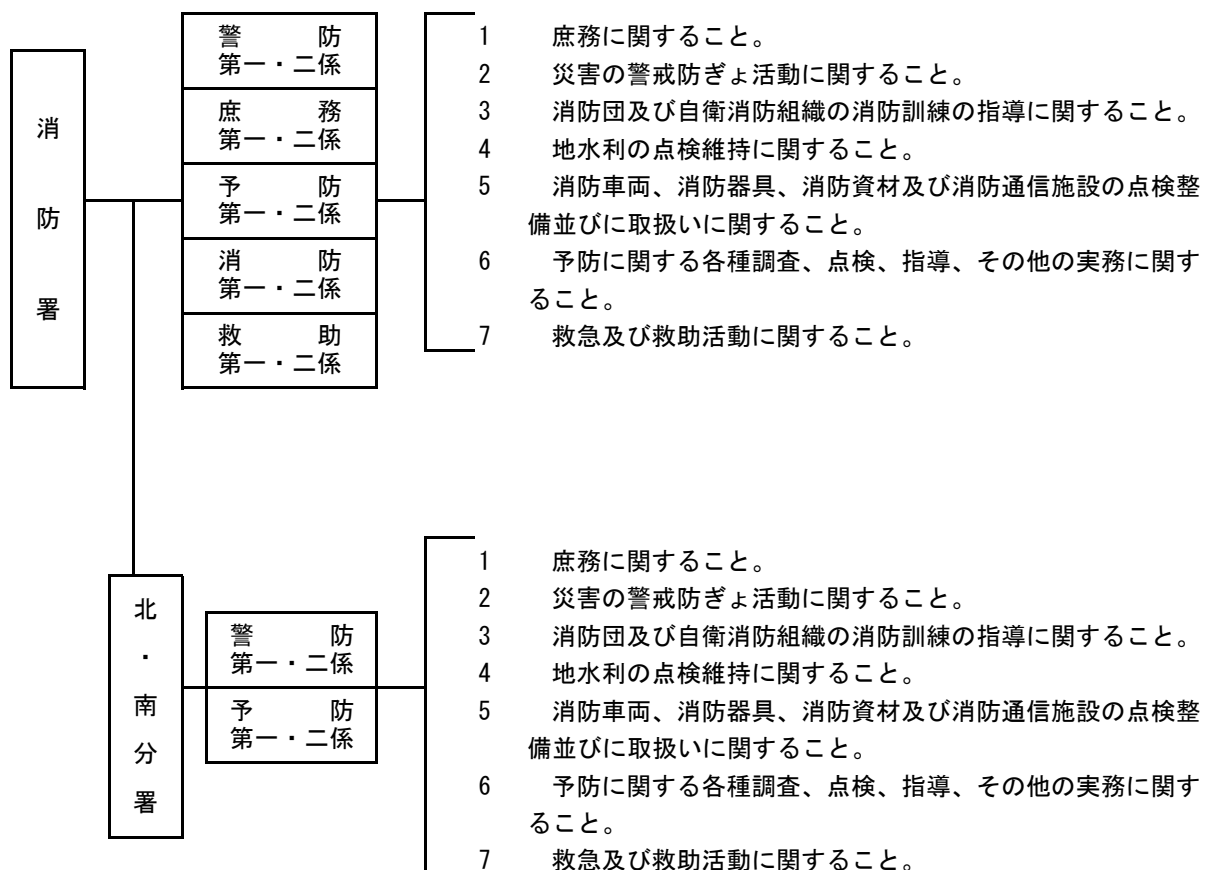 消防署
警防
第一・二係
庶務
第一・二係
予防
第一・二係
消防
第一・二係
救助
第一・二係
1 庶務に関すること。
2 災害の警戒防ぎょ活動に関すること。
3 消防団及び自衛消防組織の消防訓練の指導に関すること。
4 地水利の点検維持に関すること。
5 消防車両、消防器具、消防資材及び消防通信施設の点検整
備並びに取扱いに関すること。
6 予防に関する各種調査、点検、指導、その他の実務に関す
ること。
7 救急及び救助活動に関すること。
北・南分署
警防
第一・二係
予防
第一・二係
1 庶務に関すること。
2 災害の警戒防ぎょ活動に関すること。
3 消防団及び自衛消防組織の消防訓練の指導に関すること。
4 地水利の点検維持に関すること。
5 消防車両、消防器具、消防資材及び消防通信施設の点検整
備並びに取扱いに関すること。
6 予防に関する各種調査、点検、指導、その他の実務に関す
ること。
7 救急及び救助活動に関すること。